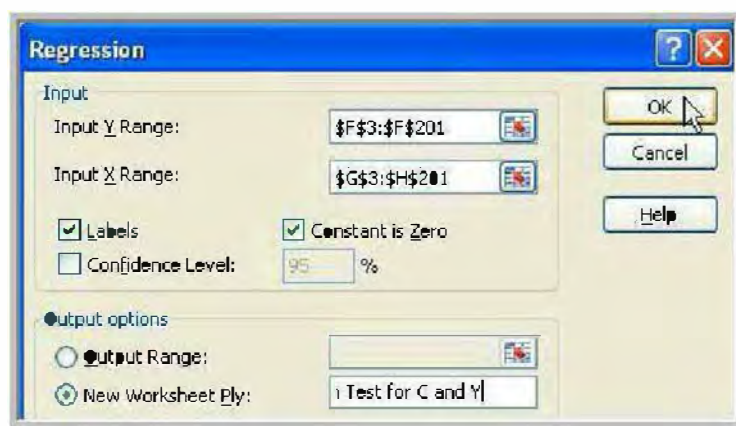 Regression
Input
Input Y Range: $F$3:$F$201
OK
Cancel
Input X Range: $G$3:$H$201
Help
Labels Constant is Zero
Confidence Level: 95 %
Output options
Output Range:
New Worksheet Ply: Test for C and Y